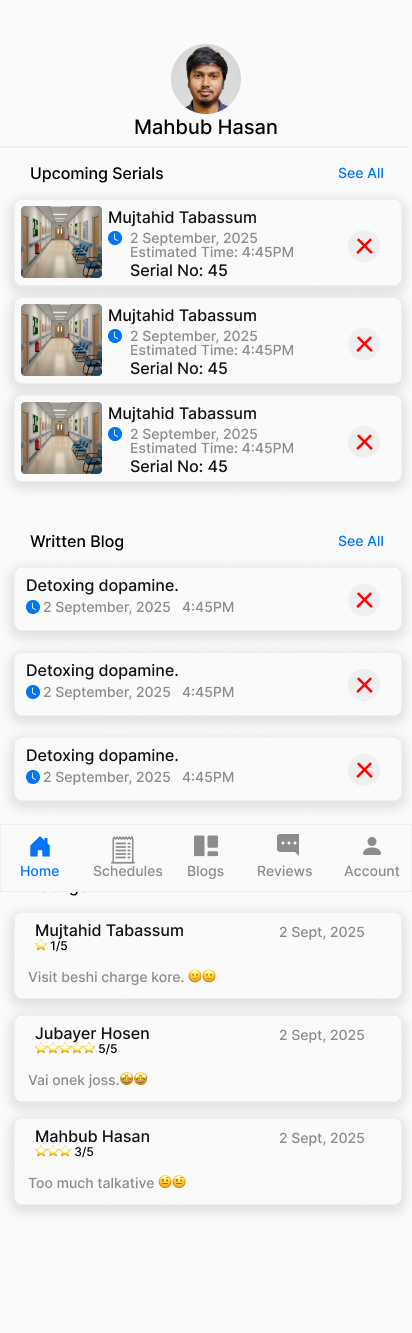 Mahbub Hasan
Upcoming Serials See All
Mujtahid Tabassum
2 September, 2025
Estimated Time: 4:45PM
Serial No: 45
Mujtahid Tabassum
2 September, 2025
Estimated Time: 4:45PM
Serial No: 45
Mujtahid Tabassum
2 September, 2025
Estimated Time: 4:45PM
Serial No: 45
Written Blog See All
Detoxing dopamine.
2 September, 2025 4:45PM
Detoxing dopamine.
2 September, 2025 4:45PM
Detoxing dopamine.
2 September, 2025 4:45PM
Home Schedules Blogs Reviews Account
Mujtahid Tabassum 2 Sept, 2025
⭐ 1/5
Visit beshi charge kore. 😑😑
Jubayer Hosen 2 Sept, 2025
⭐⭐⭐⭐⭐ 5/5
Vai onek joss.🤩🤩
Mahbub Hasan 2 Sept, 2025
⭐⭐⭐ 3/5
Too much talkative 😐😐